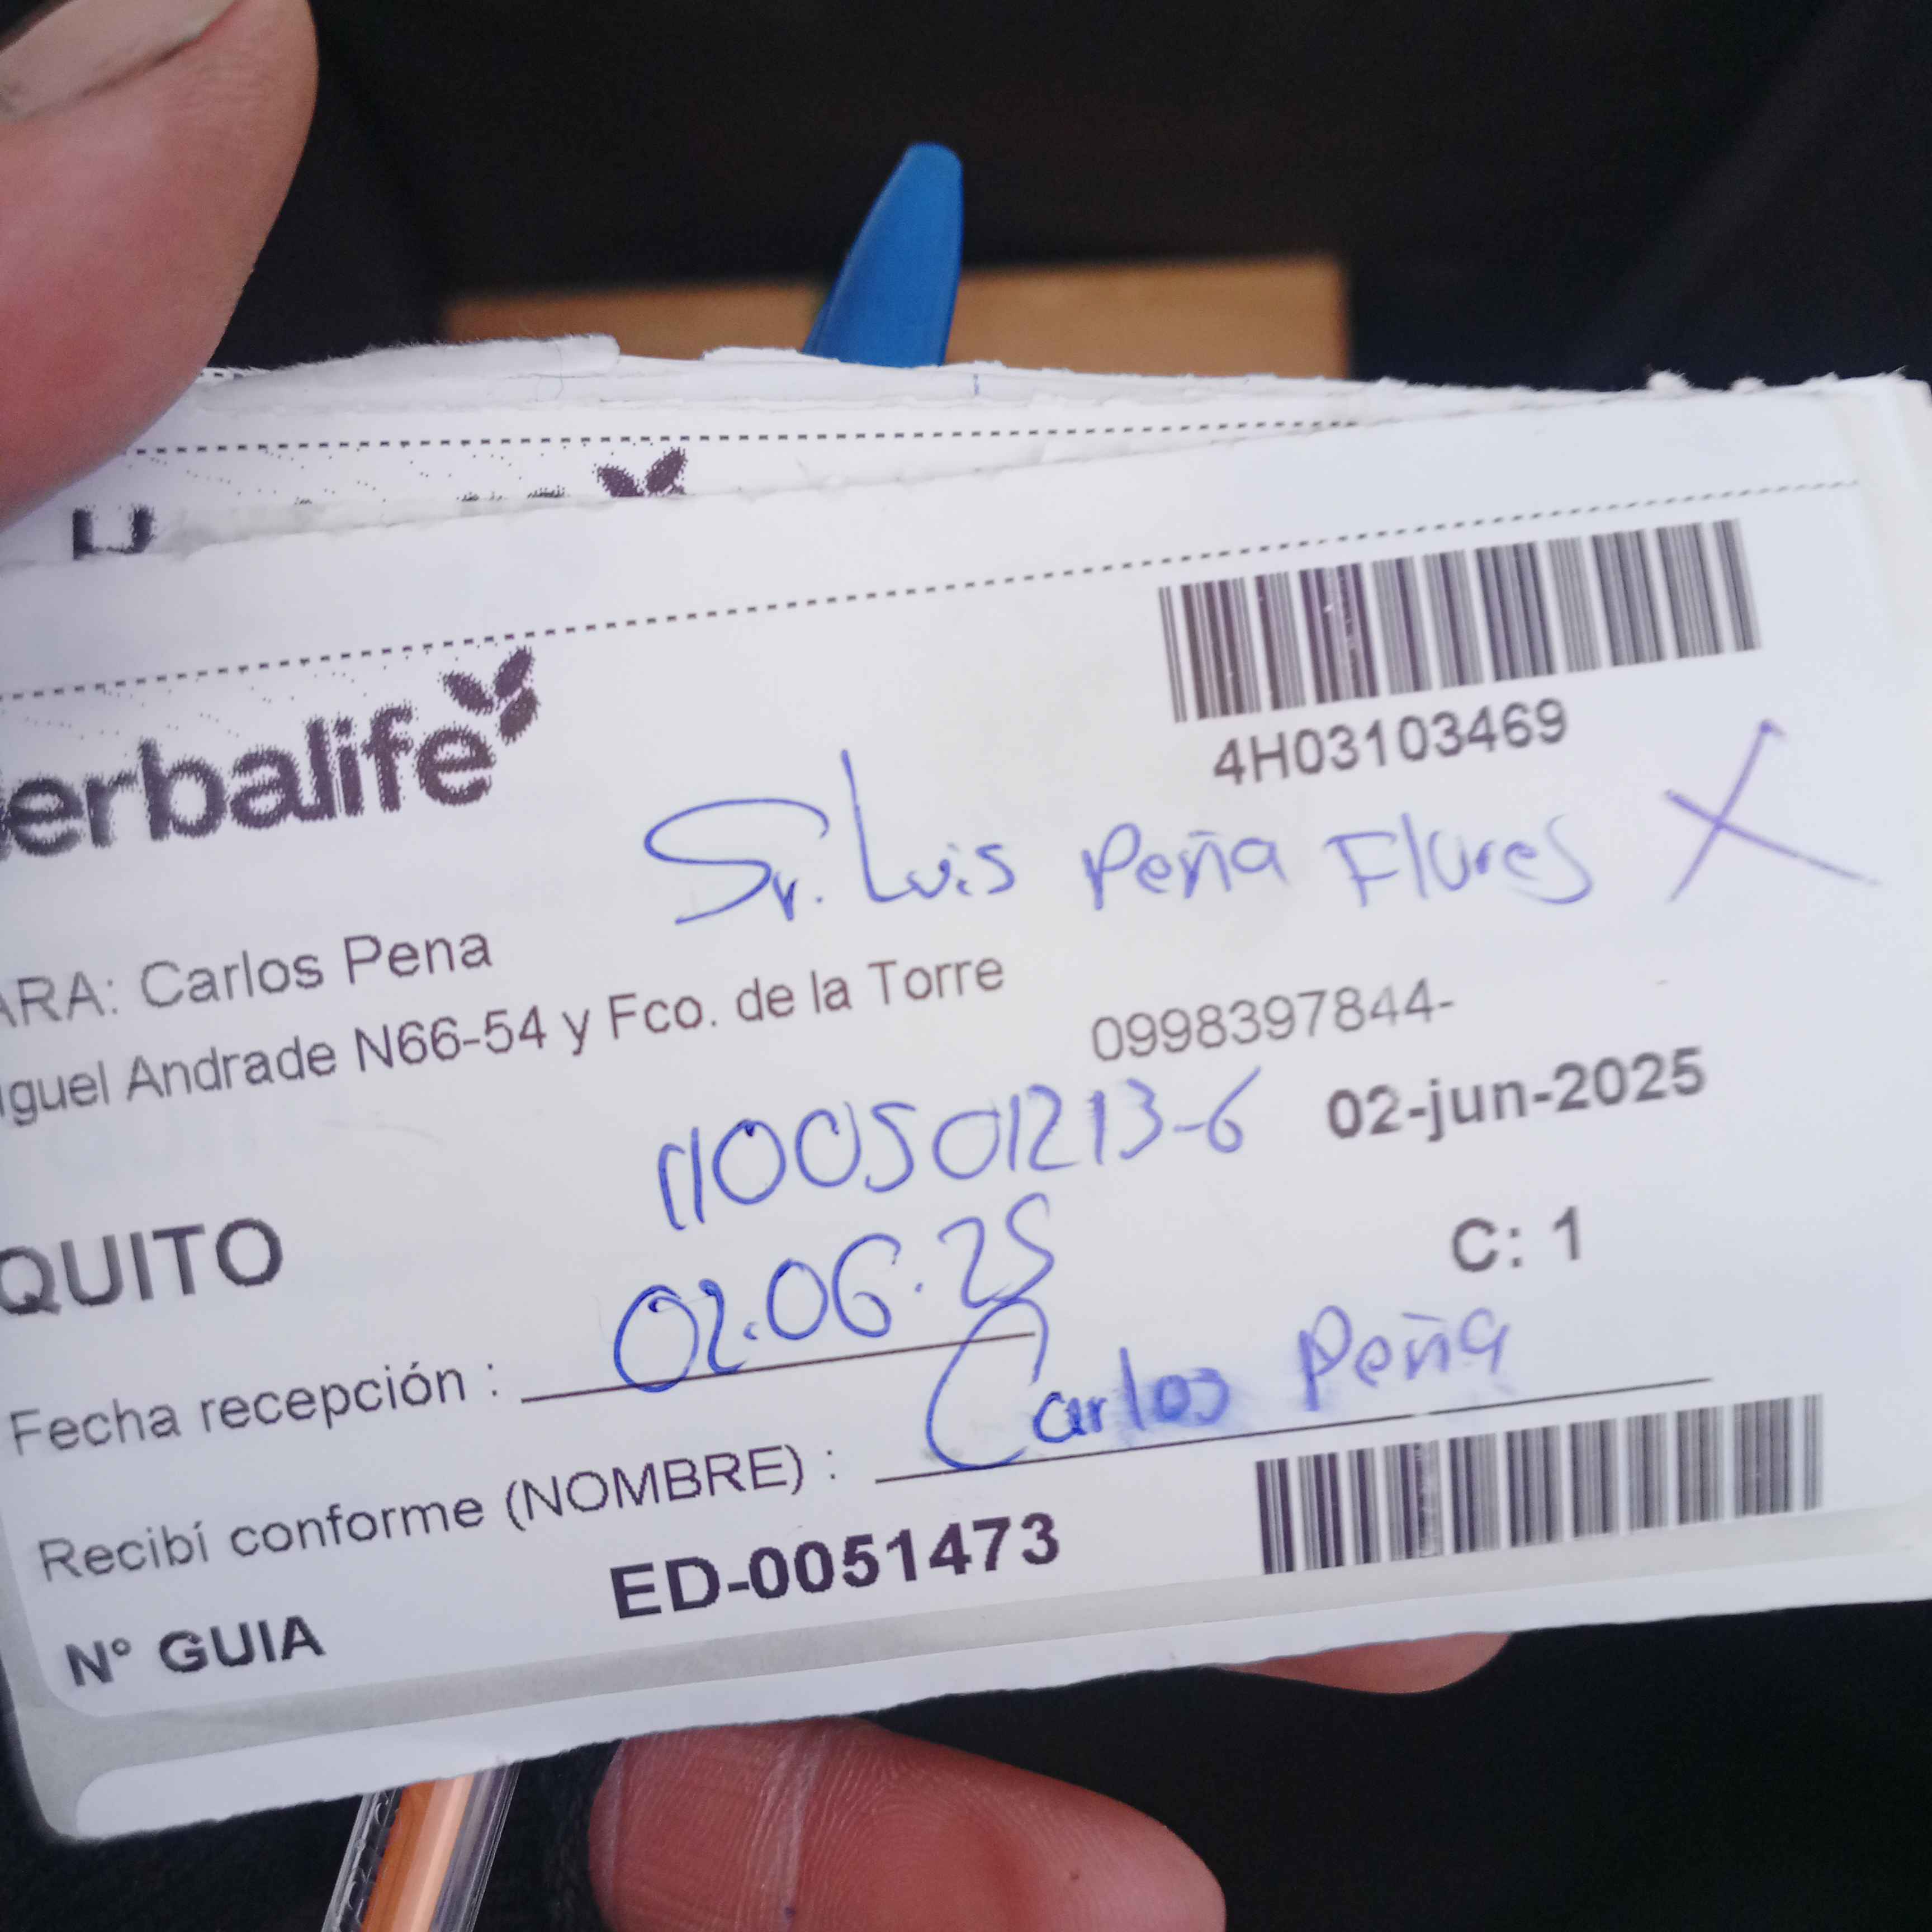 erbalife
4H03103469
Sr. Luis Peña Flores X
ARA: Carlos Pena
iguel Andrade N66-54 y Fco. de la Torre
0998397844-
1100501213-6
02-jun-2025
QUITO
C: 1
Fecha recepción : 02.06.25
Recibí conforme (NOMBRE) : Carlos Peña
N° GUIA ED-0051473